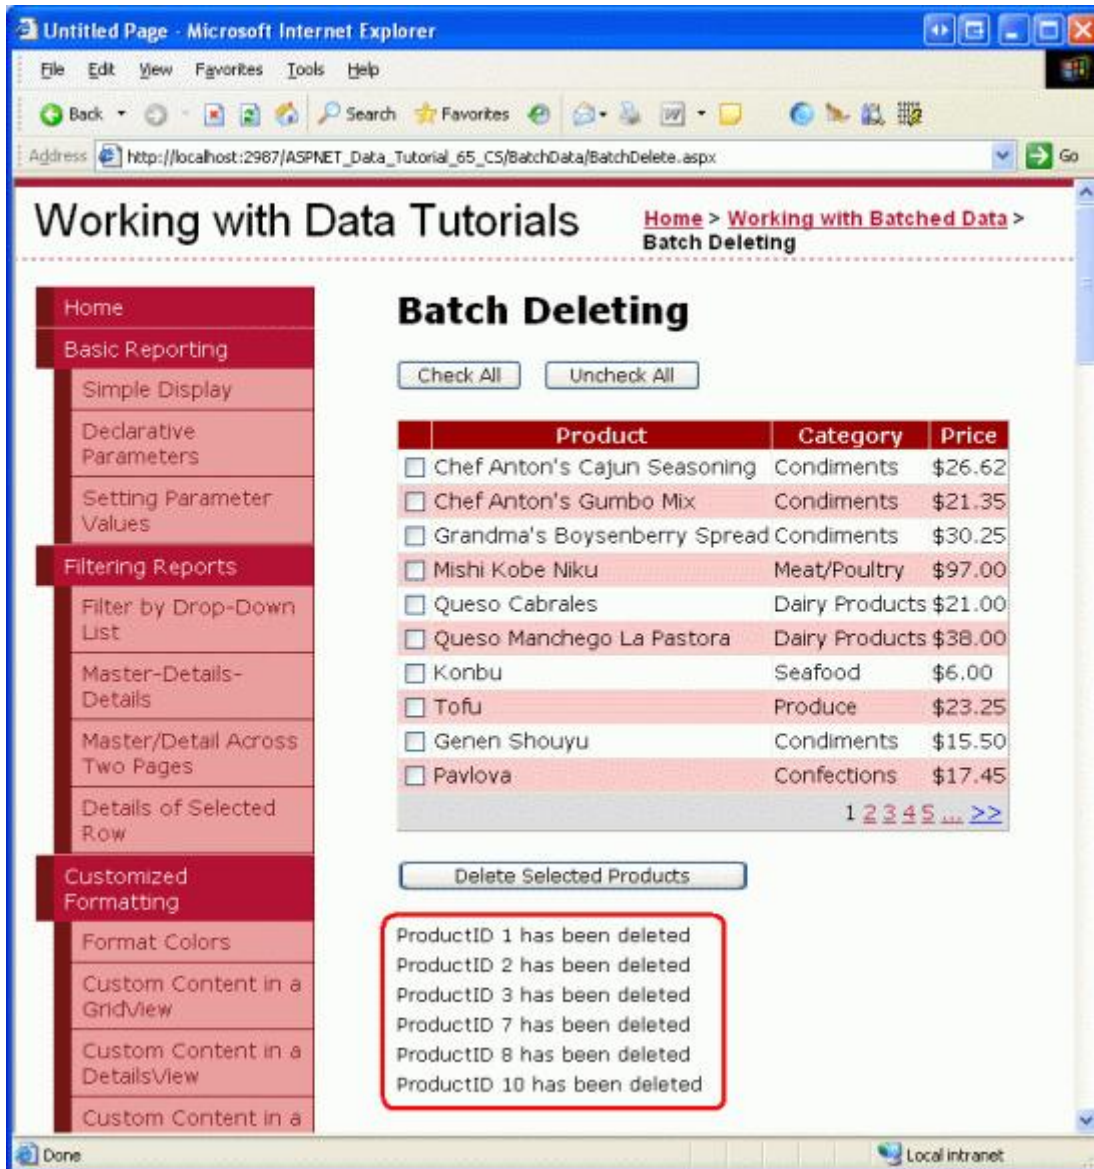 Untitled Page - Microsoft Internet Explorer
File Edit View Favorites Tools Help
Back Search Favorites
Address http://localhost:2987/ASPNET_Data_Tutorial_65_CS/BatchData/BatchDelete.aspx Go
Working with Data Tutorials
Home > Working with Batched Data >
Batch Deleting
Home
Basic Reporting
Simple Display
Declarative
Parameters
Setting Parameter
Values
Filtering Reports
Filter by Drop-Down
List
Master-Details-
Details
Master/Detail Across
Two Pages
Details of Selected
Row
Customized
Formatting
Format Colors
Custom Content in a
GridView
Custom Content in a
DetailsView
Custom Content in a
Batch Deleting
Check All Uncheck All
Product Category Price
Chef Anton's Cajun Seasoning Condiments $26.62
Chef Anton's Gumbo Mix Condiments $21.35
Grandma's Boysenberry Spread Condiments $30.25
Mishi Kobe Niku Meat/Poultry $97.00
Queso Cabrales Dairy Products $21.00
Queso Manchego La Pastora Dairy Products $38.00
Konbu Seafood $6.00
Tofu Produce $23.25
Genen Shouyu Condiments $15.50
Pavlova Confections $17.45
1 2 3 4 5 ... >>
Delete Selected Products
ProductID 1 has been deleted
ProductID 2 has been deleted
ProductID 3 has been deleted
ProductID 7 has been deleted
ProductID 8 has been deleted
ProductID 10 has been deleted
Done Local intranet